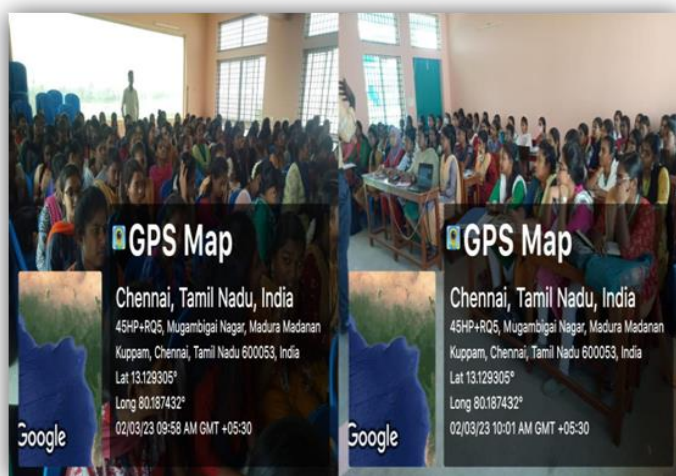 GPS Map
Chennai, Tamil Nadu, India
45HP+RQ5, Mugambigai Nagar, Madura Madanan
Kuppam, Chennai, Tamil Nadu 600053, India
Lat 13.129305°
Long 80.187432°
02/03/23 09:58 AM GMT +05:30
Google
GPS Map
Chennai, Tamil Nadu, India
45HP+RQ5, Mugambigai Nagar, Madura Madanan
Kuppam, Chennai, Tamil Nadu 600053, India
Lat 13.129305°
Long 80.187432°
02/03/23 10:01 AM GMT +05:30
Google